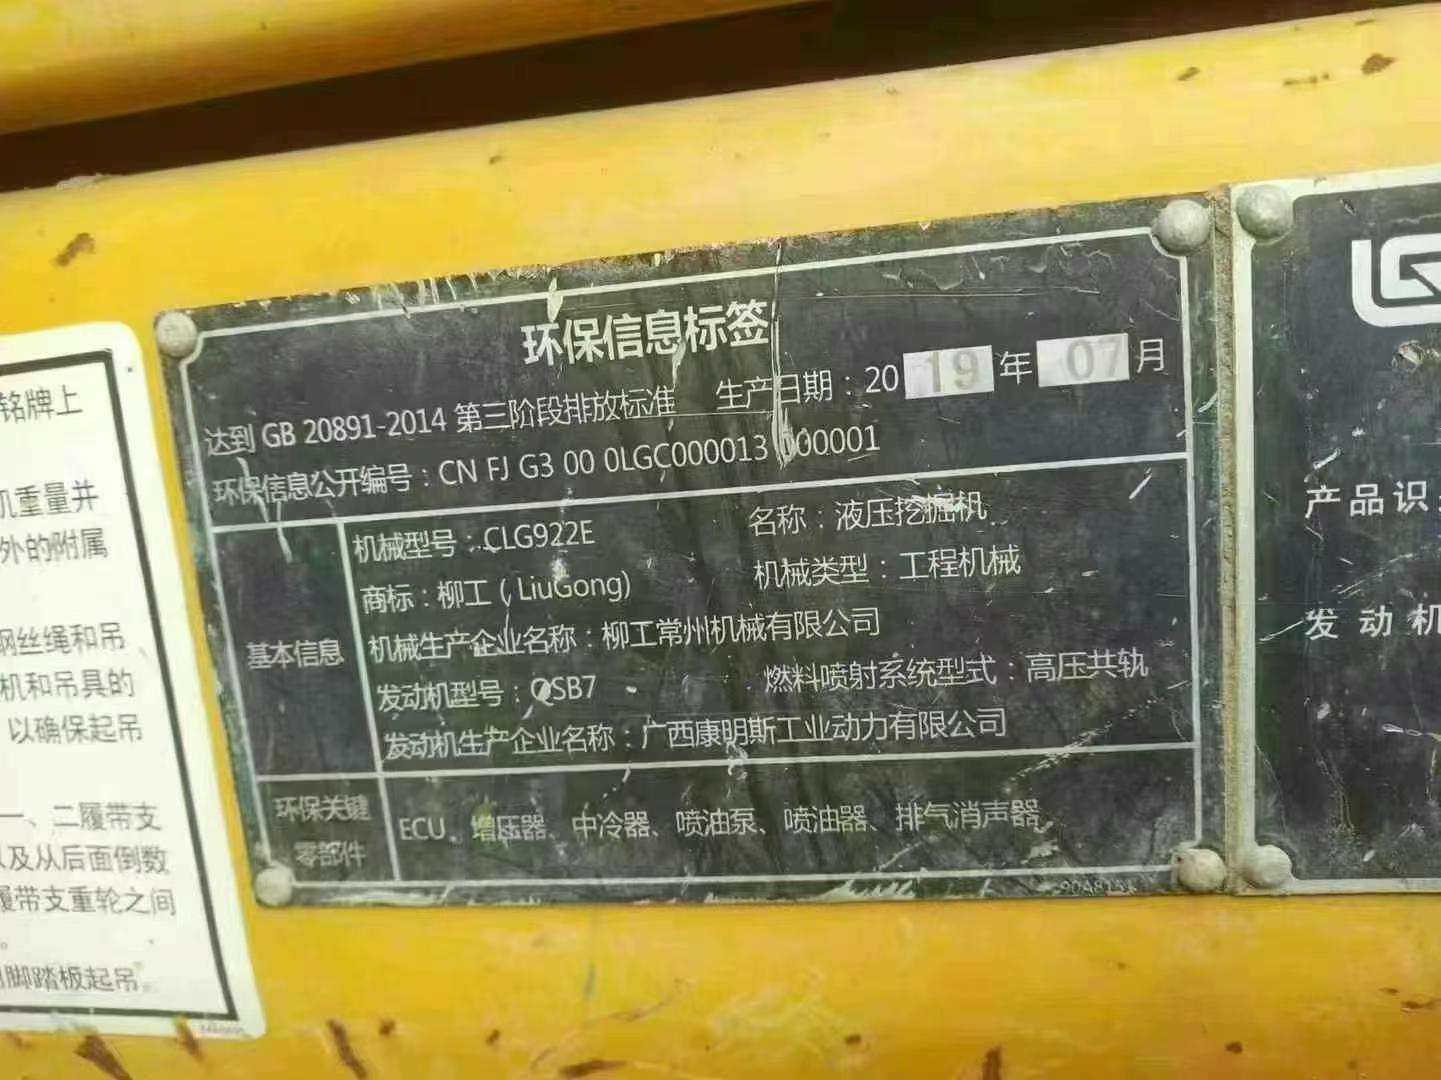 铭牌上
机重量并
外的附属
钢丝绳和吊
机和吊具的
以确保起吊
一、二履带支
以及从后面倒数
履带支重轮之间
。
脚踏板起吊。
环保信息标签
达到 GB 20891-2014 第三阶段排放标准 生产日期：2019年07月
环保信息公开编号：CN FJ G3 00 0LGC000013 000001
基本信息
机械型号：CLG922E 名称：液压挖掘机
商标：柳工 (LiuGong) 机械类型：工程机械
机械生产企业名称：柳工常州机械有限公司
发动机型号：QSB7 燃料喷射系统型式：高压共轨
发动机生产企业名称：广西康明斯工业动力有限公司
环保关键
零部件
ECU、增压器、中冷器、喷油泵、喷油器、排气消声器
产品识
发动机